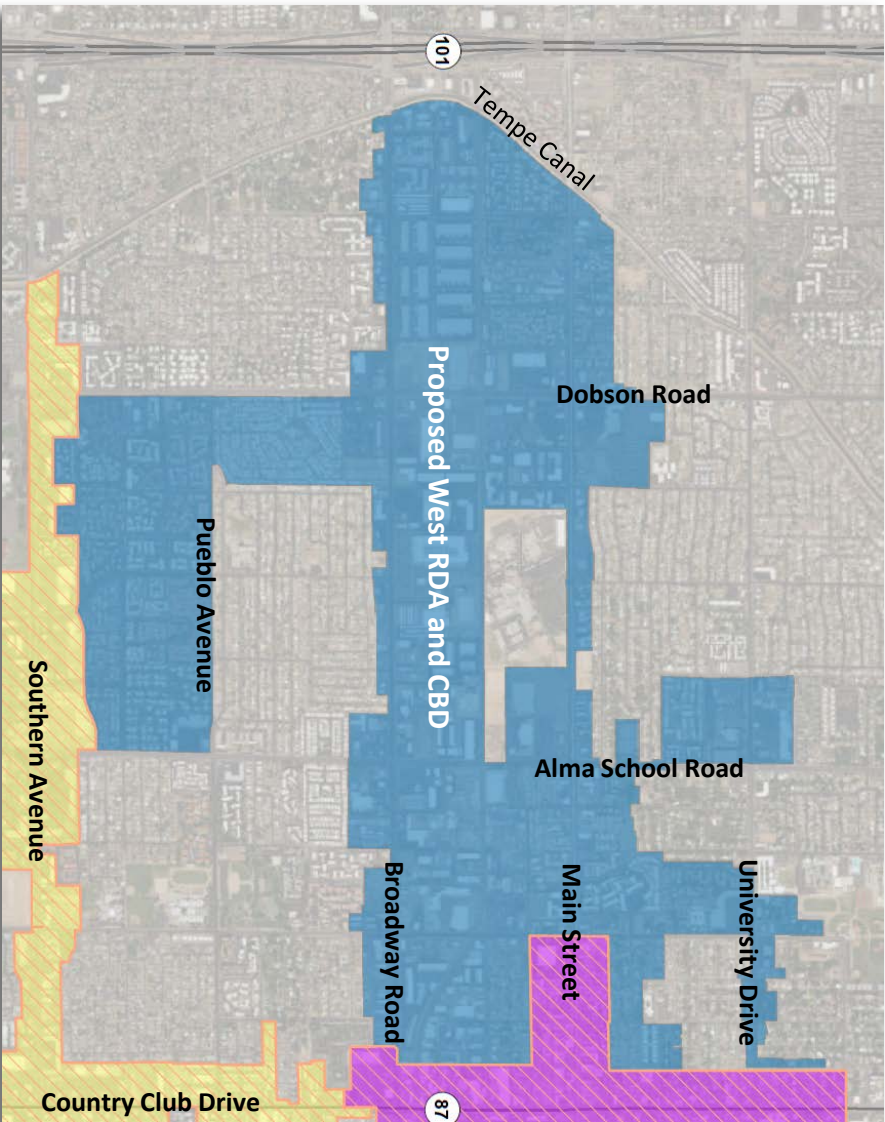 101
Tempe Canal
Dobson Road
Proposed West RDA and CBD
Pueblo Avenue
Southern Avenue
Alma School Road
Broadway Road
Main Street
University Drive
Country Club Drive
87